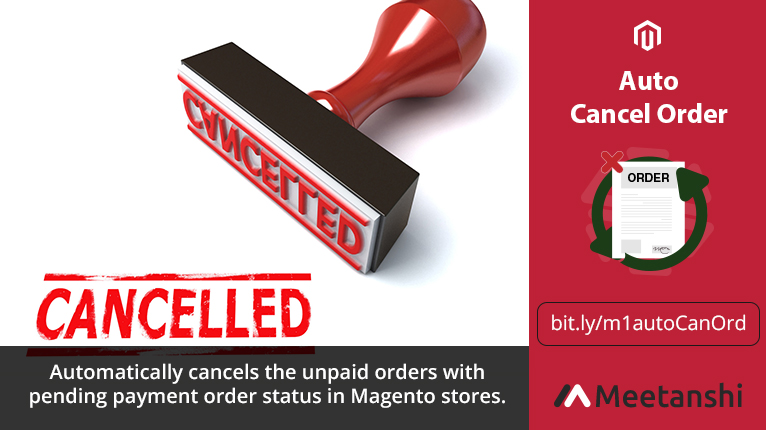 CANCELLED
CANCELLED
Automatically cancels the unpaid orders with
pending payment order status in Magento stores.
Auto
Cancel Order
ORDER
bit.ly/m1autoCanOrd
Meetanshi